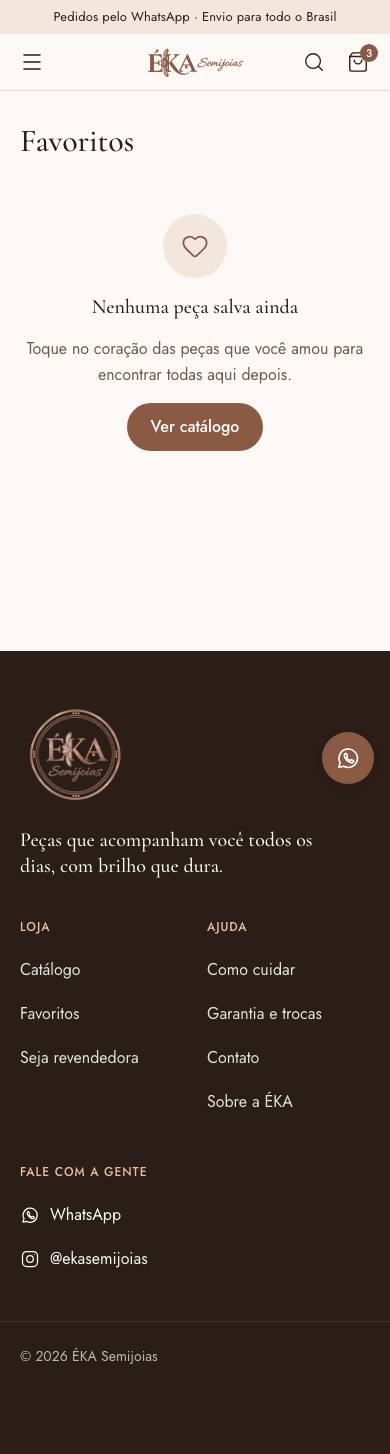 Pedidos pelo WhatsApp · Envio para todo o Brasil
ÉKA Semijoias
3
Favoritos
Nenhuma peça salva ainda
Toque no coração das peças que você amou para
encontrar todas aqui depois.
Ver catálogo
ÉKA
Semijoias
Peças que acompanham você todos os
dias, com brilho que dura.
LOJA
Catálogo
Favoritos
Seja revendedora
AJUDA
Como cuidar
Garantia e trocas
Contato
Sobre a ÉKA
FALE COM A GENTE
WhatsApp
@ekasemijoias
© 2026 ÉKA Semijoias